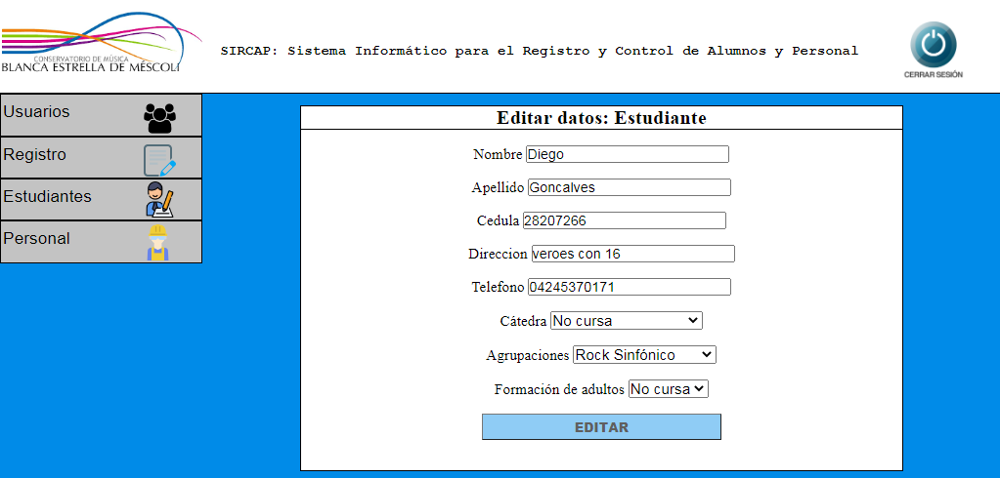 CONSERVATORIO DE MÚSICA
BLANCA ESTRELLA DE MÉSCOLI
SIRCAP: Sistema Informático para el Registro y Control de Alumnos y Personal
CERRAR SESIÓN
Usuarios
Registro
Estudiantes
Personal
Editar datos: Estudiante
Nombre Diego
Apellido Goncalves
Cedula 28207266
Direccion veroes con 16
Telefono 04245370171
Cátedra No cursa
Agrupaciones Rock Sinfónico
Formación de adultos No cursa
EDITAR